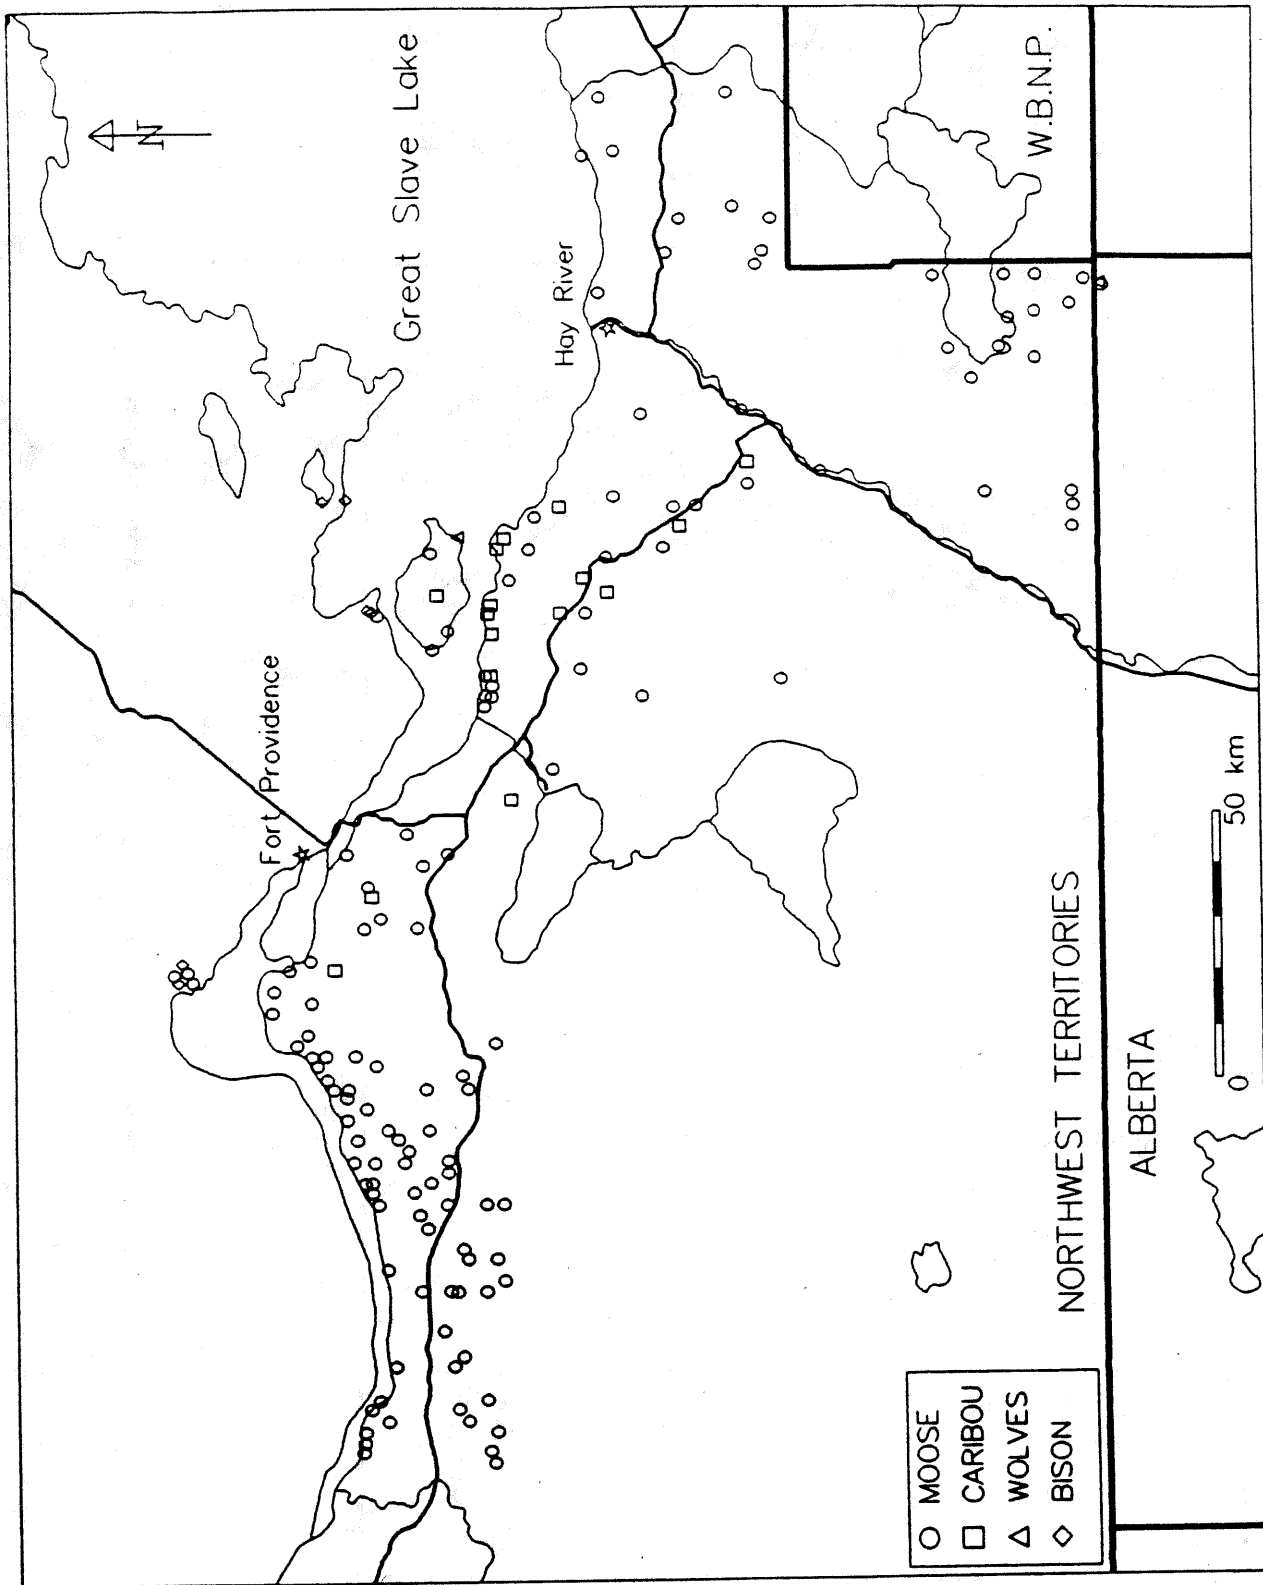 N
Great Slave Lake
Fort Providence
Hay River
W.B.N.P.
NORTHWEST TERRITORIES
ALBERTA
MOOSE
CARIBOU
WOLVES
BISON
0 50 km